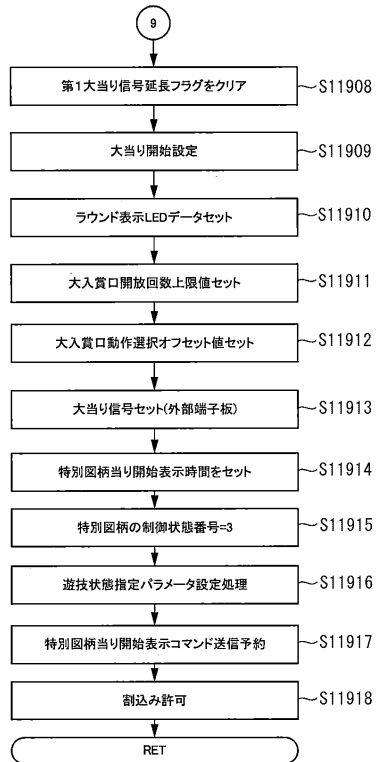 9
第1大当り信号延長フラグをクリア
S11908
大当り開始設定
S11909
ラウンド表示LEDデータセット
S11910
大入賞口開放回数上限値セット
S11911
大入賞口動作選択オフセット値セット
S11912
大当り信号セット(外部端子板)
S11913
特別図柄当り開始表示時間をセット
S11914
特別図柄の制御状態番号=3
S11915
遊技状態指定パラメータ設定処理
S11916
特別図柄当り開始表示コマンド送信予約
S11917
割込み許可
S11918
RET